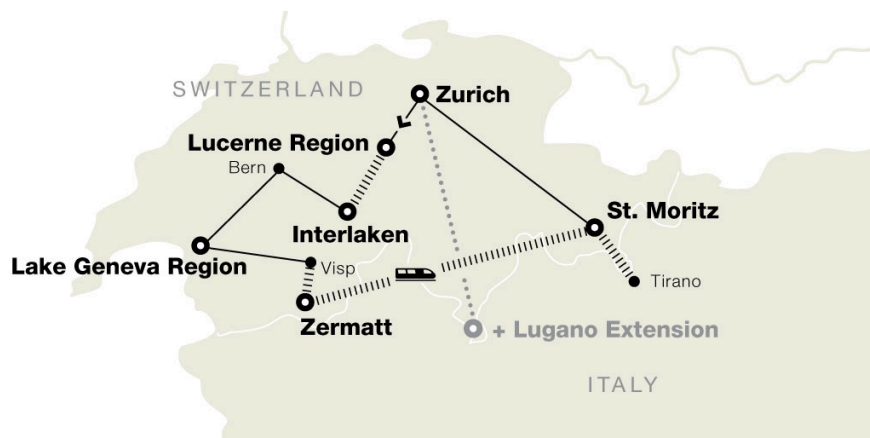 SWITZERLAND
Zurich
Lucerne Region
Bern
Interlaken
St. Moritz
Lake Geneva Region
Visp
Tirano
Zermatt
+ Lugano Extension
ITALY